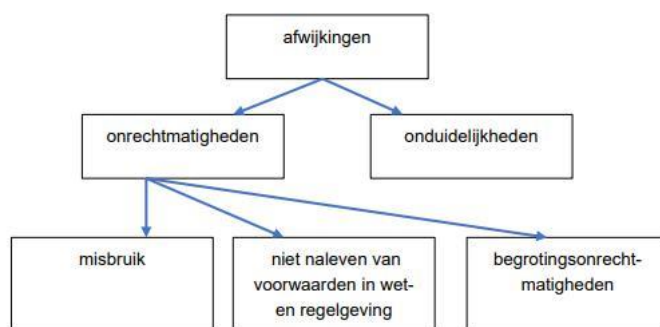 afwijkingen
onrechtmatigheden
onduidelijkheden
misbruik
niet naleven van
voorwaarden in wet-
en regelgeving
begrotingsonrecht-
matigheden